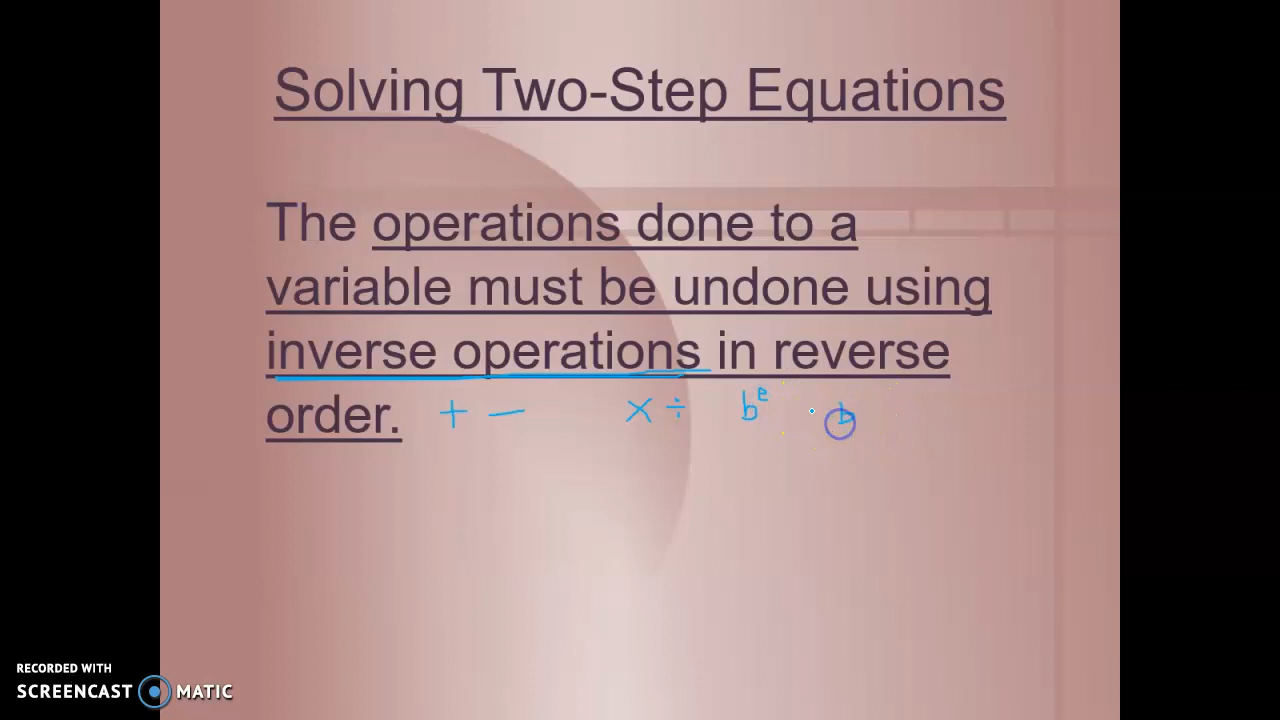 Solving Two-Step Equations
The operations done to a
variable must be undone using
inverse operations in reverse
order. + − × ÷ bᵉ b
RECORDED WITH
SCREENCAST MATIC